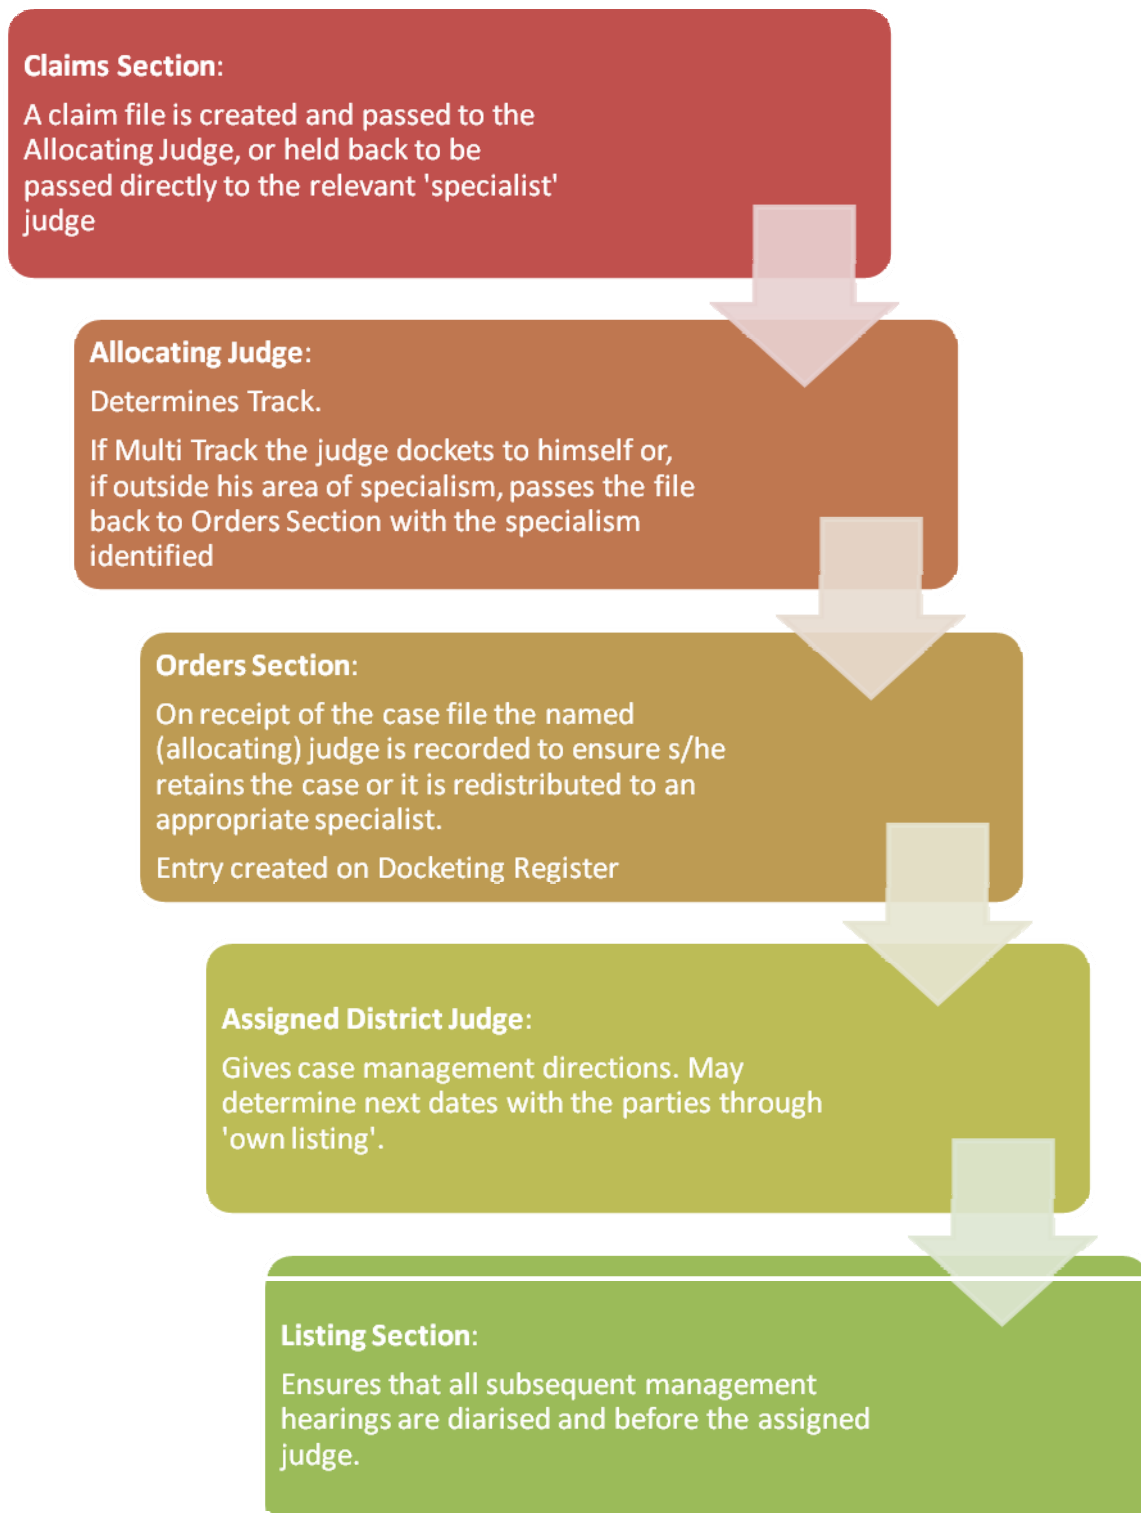 Claims Section:
A claim file is created and passed to the
Allocating Judge, or held back to be
passed directly to the relevant 'specialist'
judge
Allocating Judge:
Determines Track.
If Multi Track the judge dockets to himself or,
if outside his area of specialism, passes the file
back to Orders Section with the specialism
identified
Orders Section:
On receipt of the case file the named
(allocating) judge is recorded to ensure s/he
retains the case or it is redistributed to an
appropriate specialist.
Entry created on Docketing Register
Assigned District Judge:
Gives case management directions. May
determine next dates with the parties through
'own listing'.
Listing Section:
Ensures that all subsequent management
hearings are diarised and before the assigned
judge.